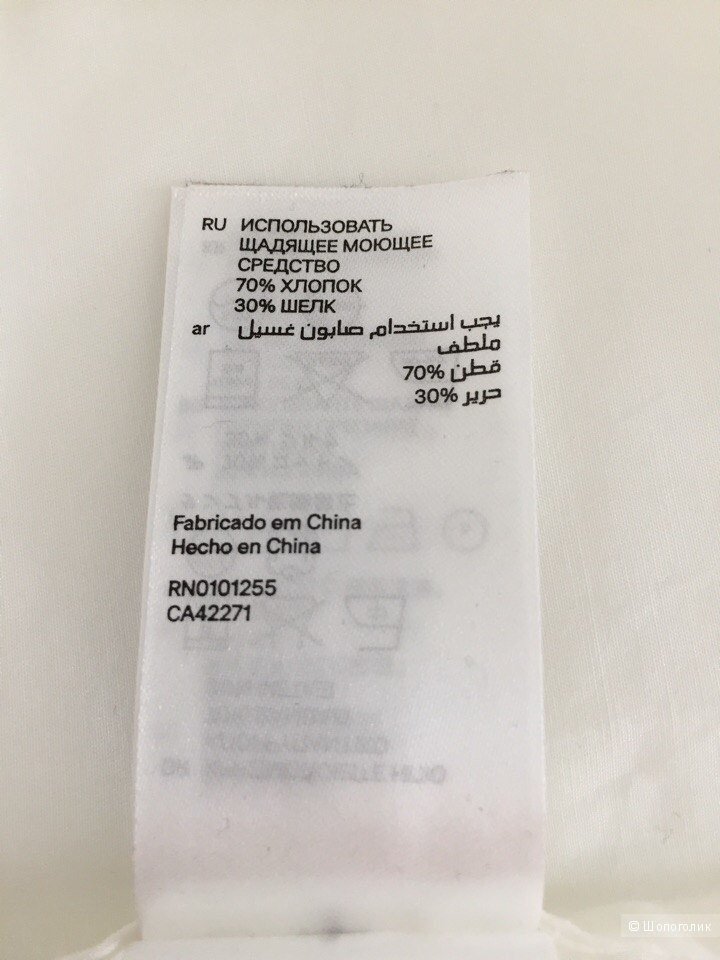 RU ИСПОЛЬЗОВАТЬ
ЩАДЯЩЕЕ МОЮЩЕЕ
СРЕДСТВО
70% ХЛОПОК
30% ШЕЛК
ar يجب استخدام صابون غسيل
ملطف
70% قطن
30% حرير
Fabricado em China
Hecho en China
RN0101255
CA42271
© Шопоголик